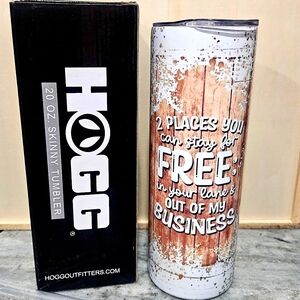 HOGG
®
20 OZ. SKINNY TUMBLER
HOGGOUTFITTERS.COM
2 PLACES YOU
can stay for
FREE:
in your lane &
OUT OF MY
BUSINESS